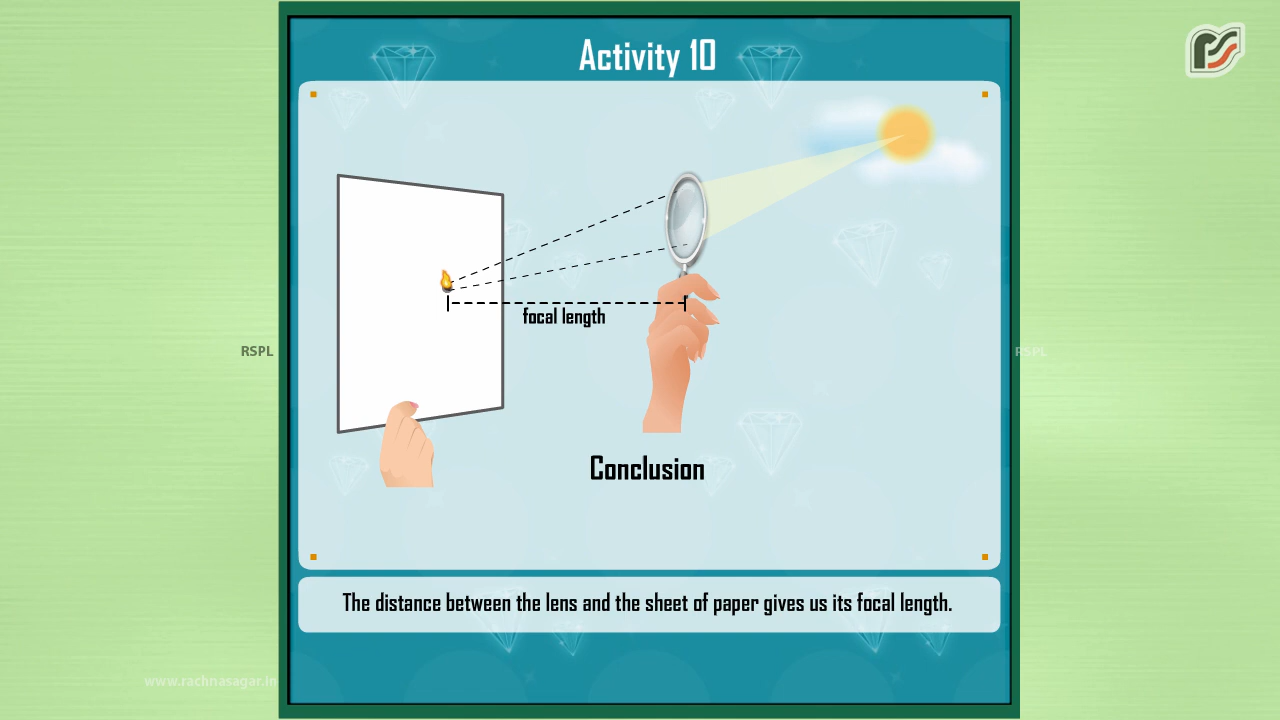 Activity 10
focal length
RSPL
RSPL
Conclusion
The distance between the lens and the sheet of paper gives us its focal length.
www.rachnasagar.in